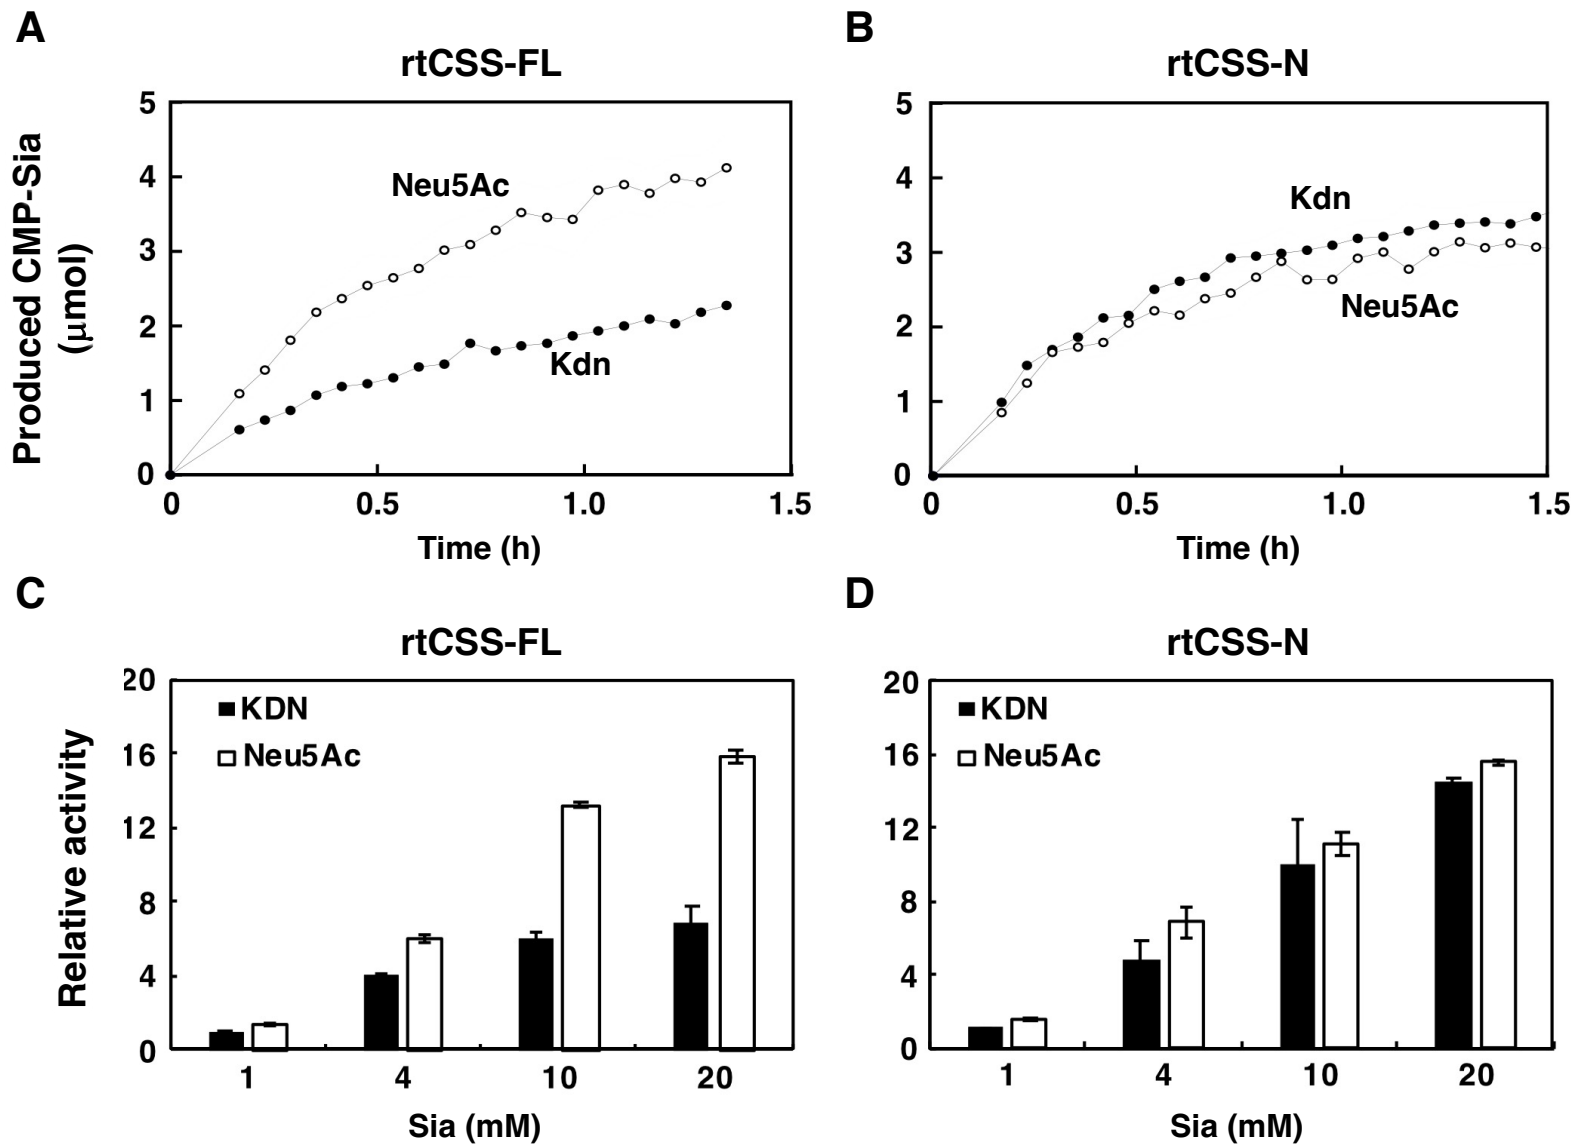 A
rtCSS-FL
Produced CMP-Sia
(μmol)
5
4
3
2
1
0
Neu5Ac
Kdn
0 0.5 1.0 1.5
Time (h)
B
rtCSS-N
5
4
3
2
1
0
Kdn
Neu5Ac
0 0.5 1.0 1.5
Time (h)
C
rtCSS-FL
Relative activity
20
16
12
8
4
0
KDN
Neu5Ac
1 4 10 20
Sia (mM)
D
rtCSS-N
20
16
12
8
4
0
KDN
Neu5Ac
1 4 10 20
Sia (mM)